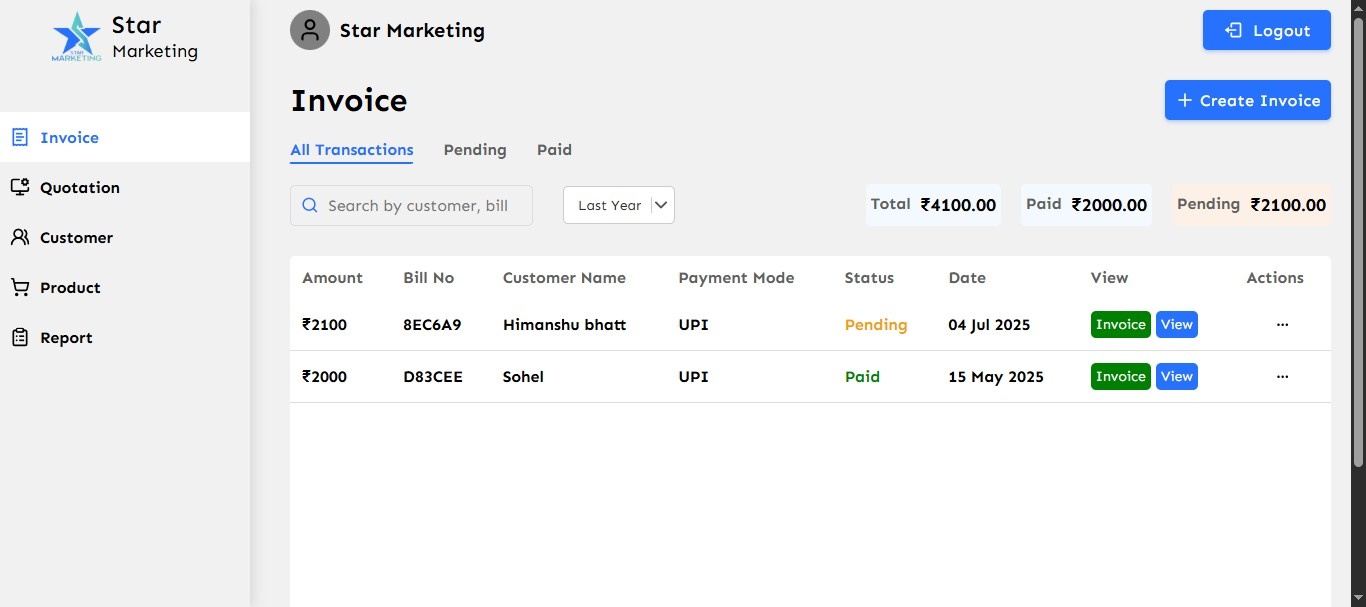 Star
Marketing
STAR
MARKETING
Star Marketing
Logout
Invoice
Quotation
Customer
Product
Report
Invoice
Create Invoice
All Transactions Pending Paid
Search by customer, bill
Last Year
Total ₹4100.00 Paid ₹2000.00 Pending ₹2100.00
Amount Bill No Customer Name Payment Mode Status Date View Actions
₹2100 8EC6A9 Himanshu bhatt UPI Pending 04 Jul 2025 Invoice View ...
₹2000 D83CEE Sohel UPI Paid 15 May 2025 Invoice View ...